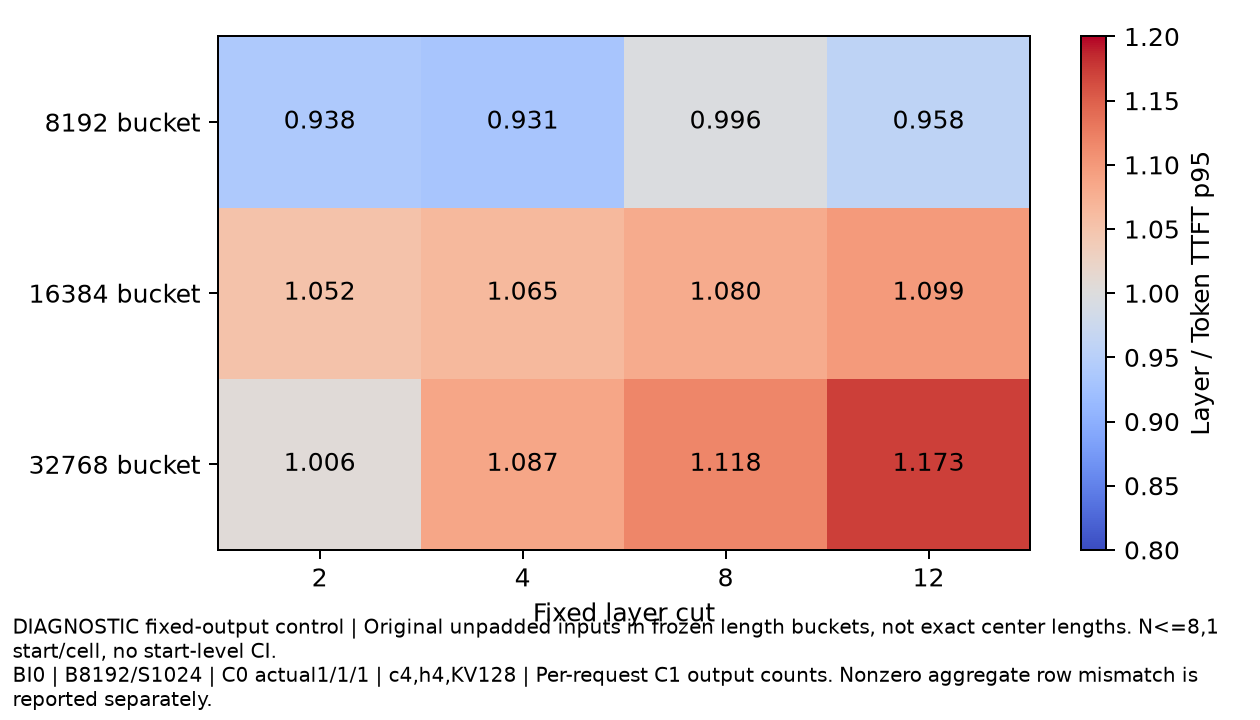 8192 bucket 0.938 0.931 0.996 0.958
16384 bucket 1.052 1.065 1.080 1.099
32768 bucket 1.006 1.087 1.118 1.173
2 4 8 12
Fixed layer cut
1.20
1.15
1.10
1.05
1.00
0.95
0.90
0.85
0.80
Layer / Token TTFT p95
DIAGNOSTIC fixed-output control | Original unpadded inputs in frozen length buckets, not exact center lengths. N<=8,1
start/cell, no start-level CI.
BI0 | B8192/S1024 | C0 actual1/1/1 | c4,h4,KV128 | Per-request C1 output counts. Nonzero aggregate row mismatch is
reported separately.